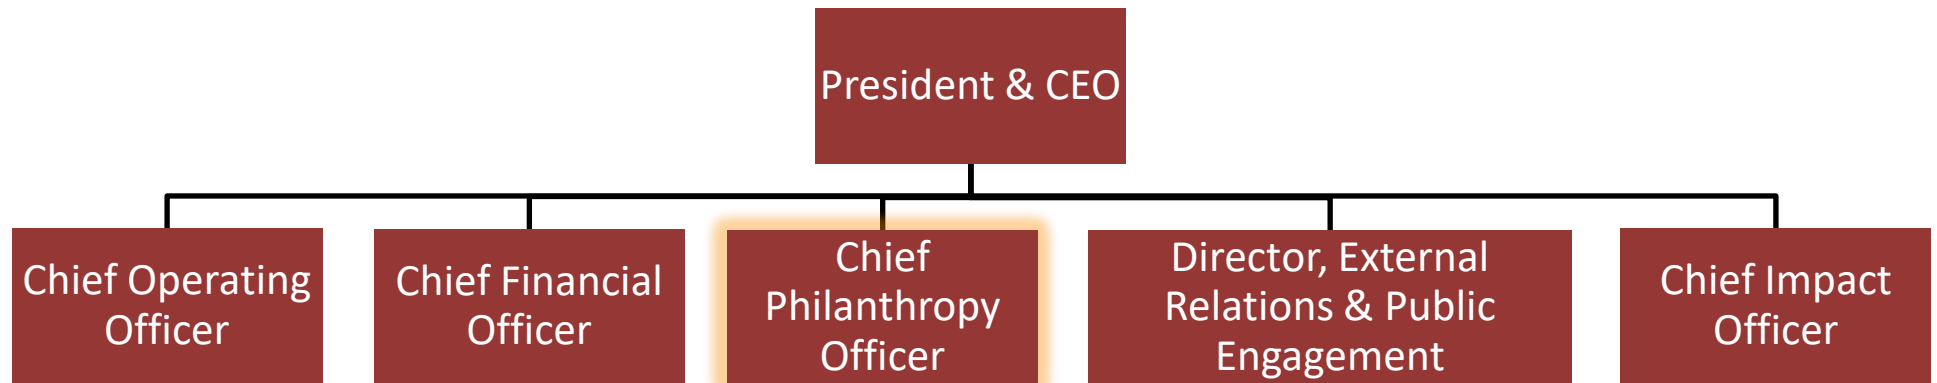 President & CEO
Chief Operating
Officer
Chief Financial
Officer
Chief
Philanthropy
Officer
Director, External
Relations & Public
Engagement
Chief Impact
Officer